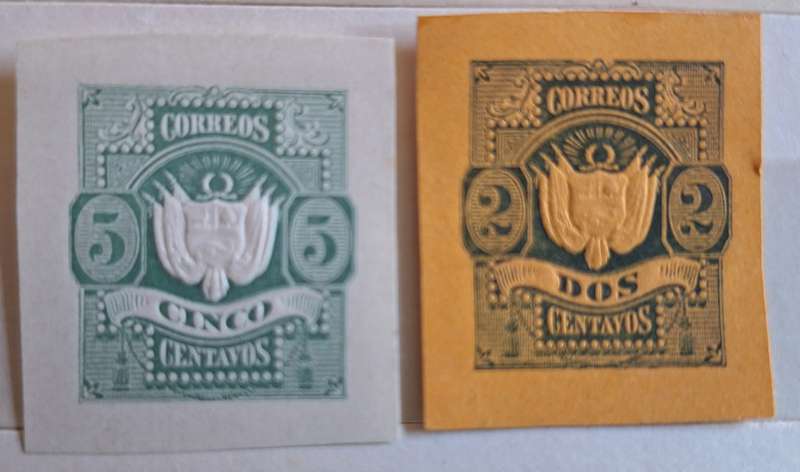 CORREOS
5 5
CINCO
CENTAVOS
CORREOS
2 2
DOS
CENTAVOS